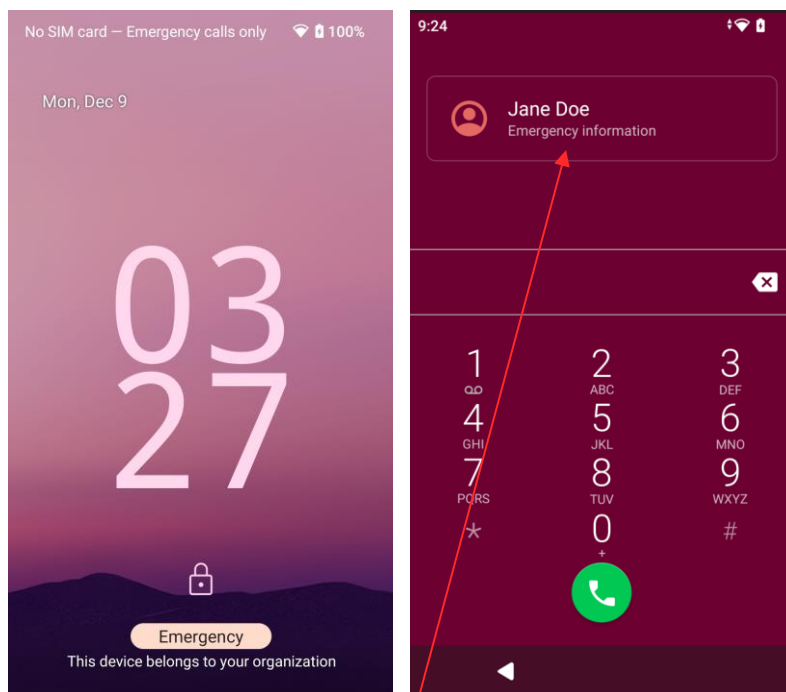 No SIM card — Emergency calls only 100%
Mon, Dec 9
03
27
Emergency
This device belongs to your organization
9:24
Jane Doe
Emergency information
1 2 3
ABC DEF
4 5 6
GHI JKL MNO
7 8 9
PQRS TUV WXYZ
* 0 #
+